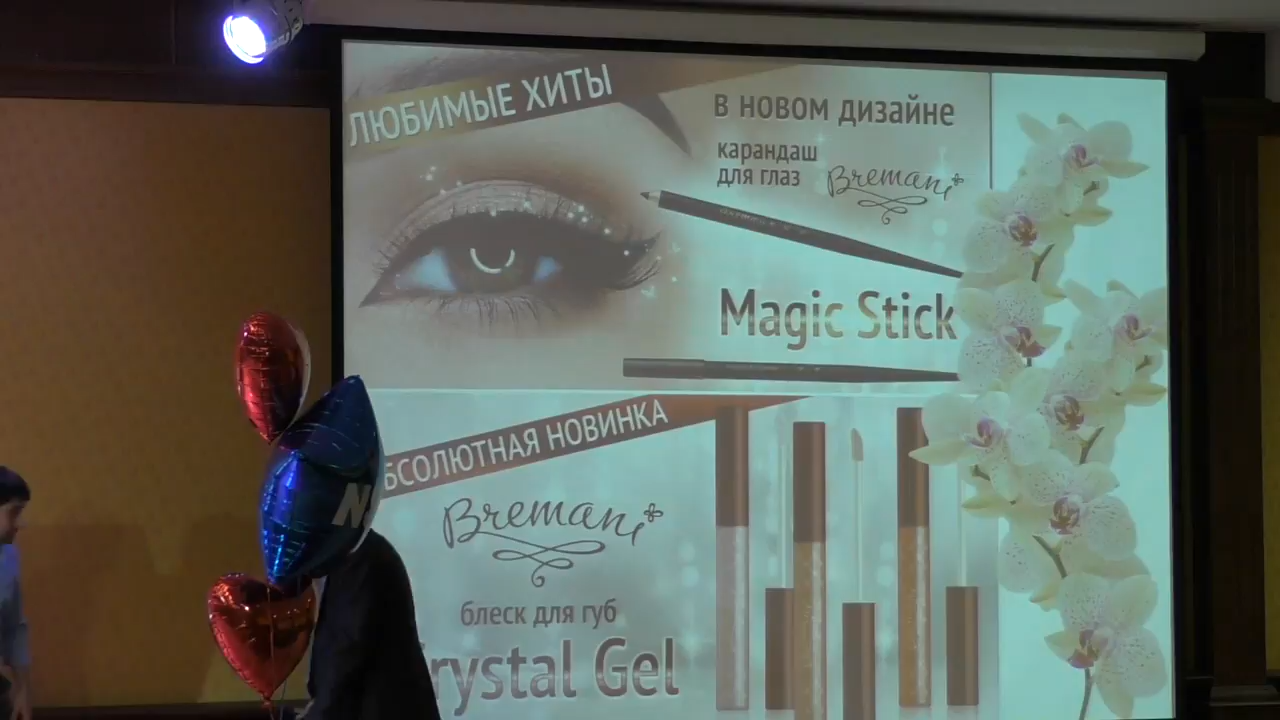 ЛЮБИМЫЕ ХИТЫ
В НОВОМ ДИЗАЙНЕ
карандаш
для глаз
Bremani
Magic Stick
БСОЛЮТНАЯ НОВИНКА
Bremani
блеск для губ
rystal Gel